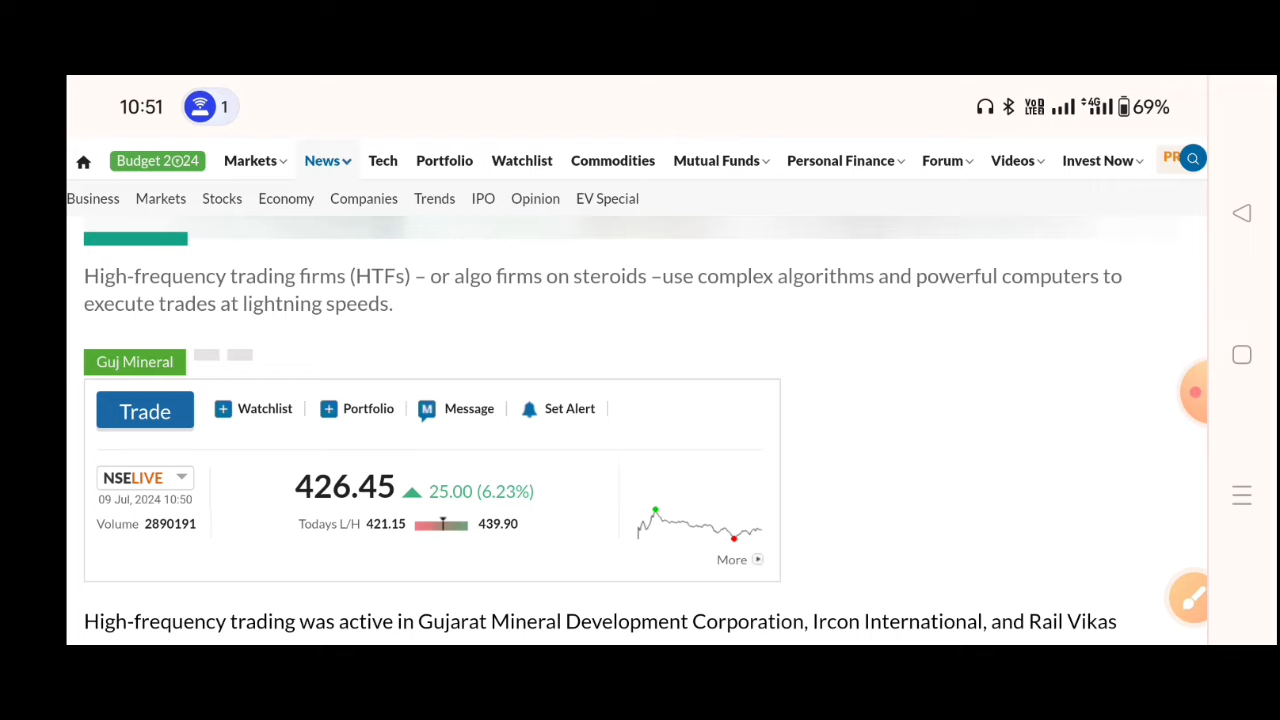 10:51 1 VoD LTE 4G 69%
Budget 2024 Markets News Tech Portfolio Watchlist Commodities Mutual Funds Personal Finance Forum Videos Invest Now PR
Business Markets Stocks Economy Companies Trends IPO Opinion EV Special
High-frequency trading firms (HTFs) – or algo firms on steroids –use complex algorithms and powerful computers to
execute trades at lightning speeds.
Guj Mineral
Trade Watchlist Portfolio M Message Set Alert
NSELIVE
09 Jul, 2024 10:50
Volume 2890191
426.45 25.00 (6.23%)
Todays L/H 421.15 439.90
More
High-frequency trading was active in Gujarat Mineral Development Corporation, Ircon International, and Rail Vikas